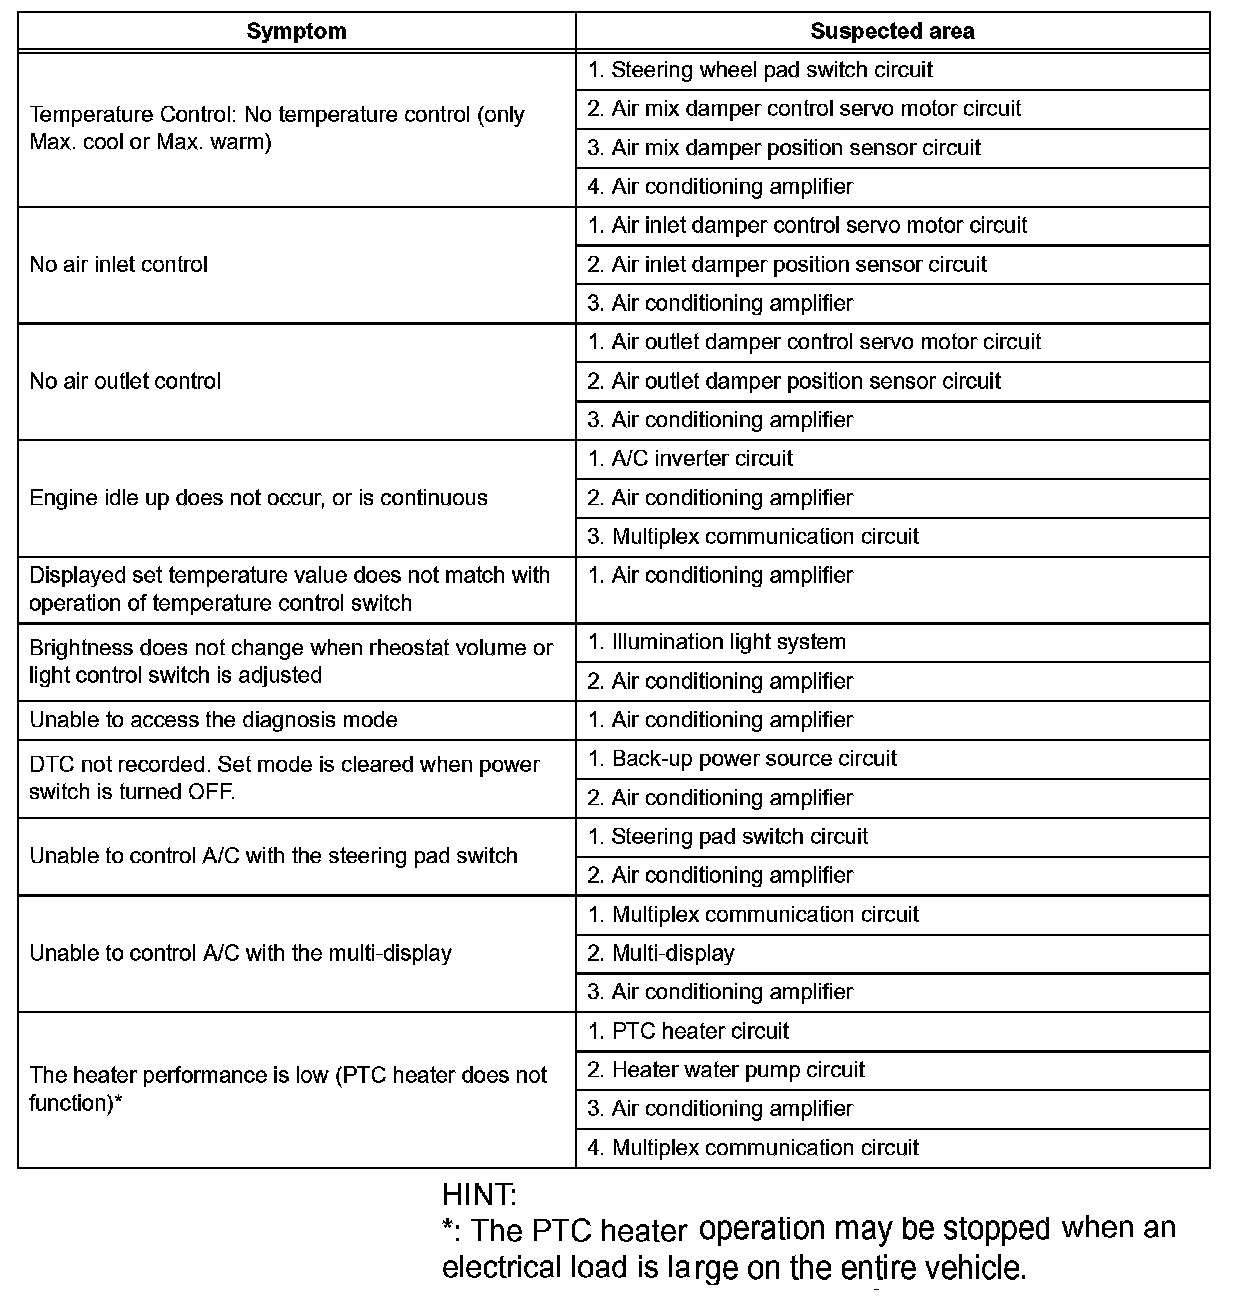 Symptom
Suspected area
Temperature Control: No temperature control (only
Max. cool or Max. warm)
1. Steering wheel pad switch circuit
2. Air mix damper control servo motor circuit
3. Air mix damper position sensor circuit
4. Air conditioning amplifier
No air inlet control
1. Air inlet damper control servo motor circuit
2. Air inlet damper position sensor circuit
3. Air conditioning amplifier
No air outlet control
1. Air outlet damper control servo motor circuit
2. Air outlet damper position sensor circuit
3. Air conditioning amplifier
Engine idle up does not occur, or is continuous
1. A/C inverter circuit
2. Air conditioning amplifier
3. Multiplex communication circuit
Displayed set temperature value does not match with
operation of temperature control switch
1. Air conditioning amplifier
Brightness does not change when rheostat volume or
light control switch is adjusted
1. Illumination light system
2. Air conditioning amplifier
Unable to access the diagnosis mode
1. Air conditioning amplifier
DTC not recorded. Set mode is cleared when power
switch is turned OFF.
1. Back-up power source circuit
2. Air conditioning amplifier
Unable to control A/C with the steering pad switch
1. Steering pad switch circuit
2. Air conditioning amplifier
Unable to control A/C with the multi-display
1. Multiplex communication circuit
2. Multi-display
3. Air conditioning amplifier
The heater performance is low (PTC heater does not
function)*
1. PTC heater circuit
2. Heater water pump circuit
3. Air conditioning amplifier
4. Multiplex communication circuit
HINT:
*: The PTC heater operation may be stopped when an
electrical load is large on the entire vehicle.